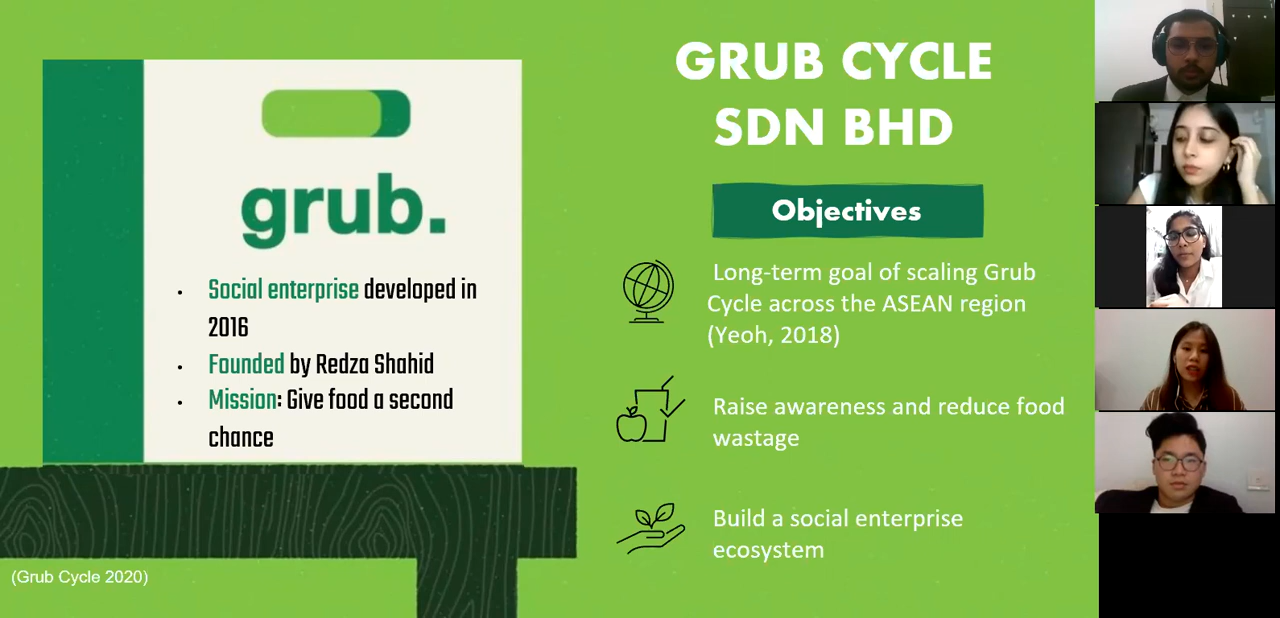 grub.
• Social enterprise developed in
2016
• Founded by Redza Shahid
• Mission: Give food a second
chance
(Grub Cycle 2020)
GRUB CYCLE
SDN BHD
Objectives
Long-term goal of scaling Grub
Cycle across the ASEAN region
(Yeoh, 2018)
Raise awareness and reduce food
wastage
Build a social enterprise
ecosystem